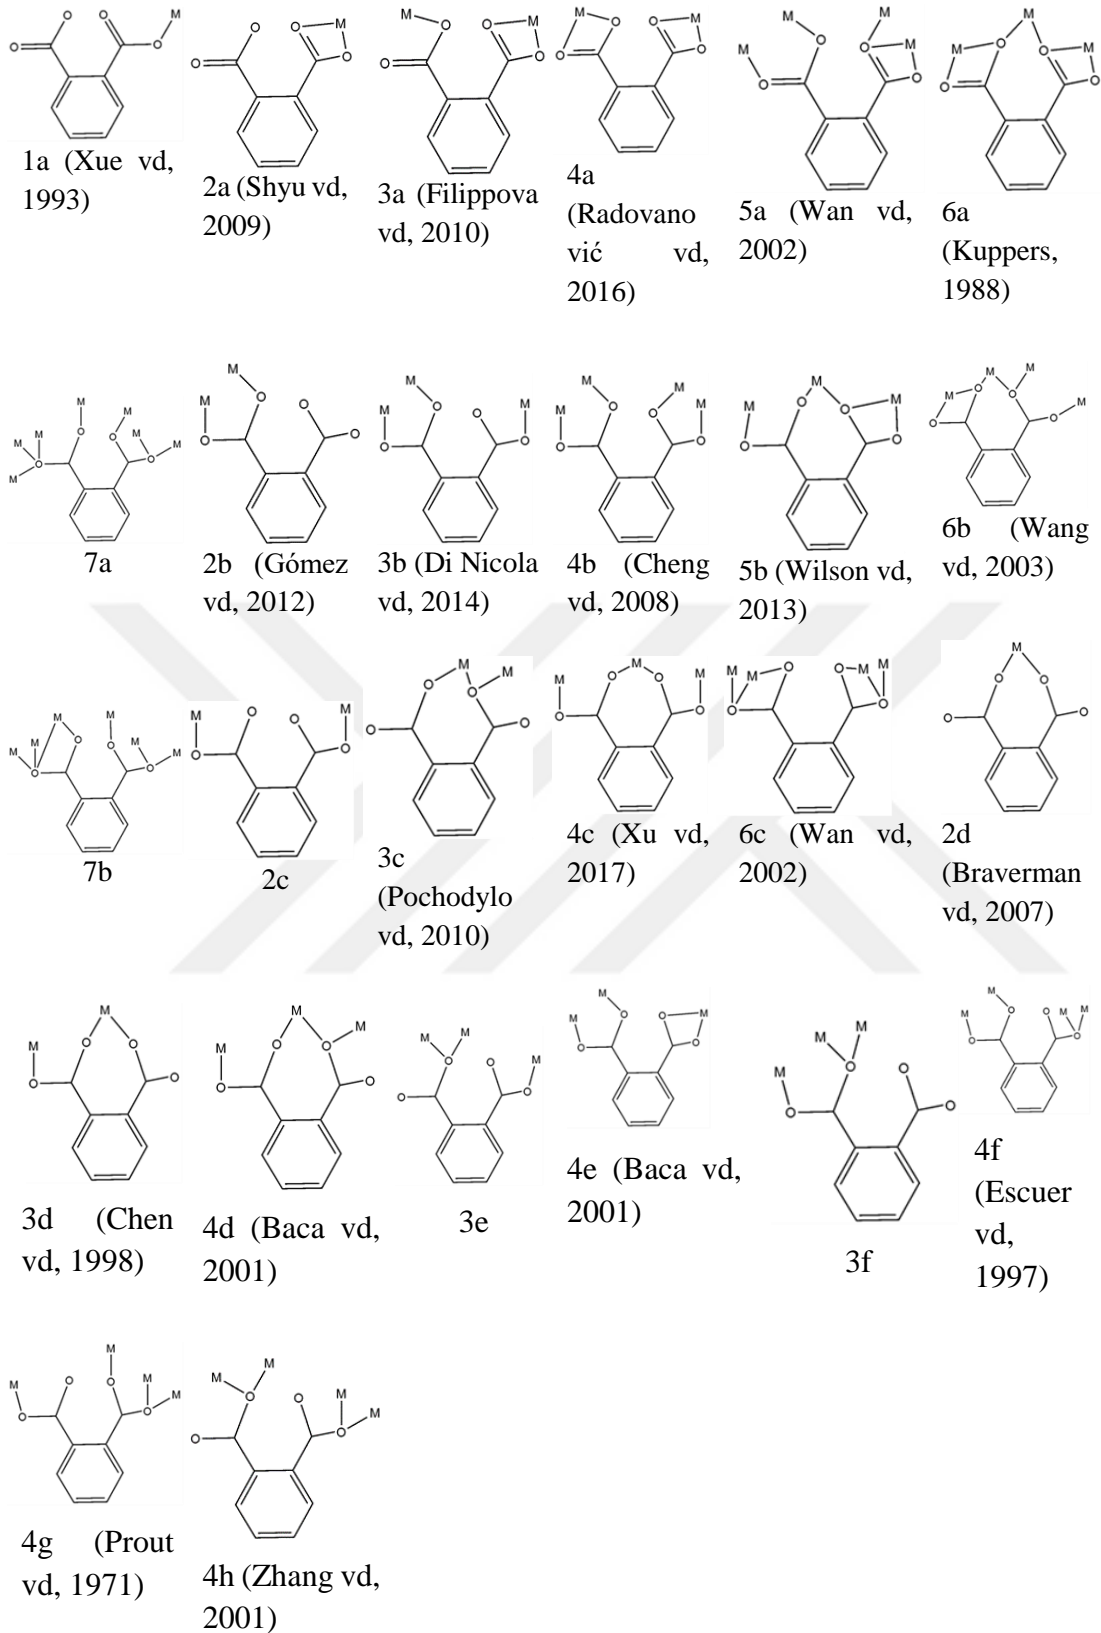 1a (Xue vd,
1993)
2a (Shyu vd,
2009)
3a (Filippova
vd, 2010)
4a
(Radovano
vić vd,
2016)
5a (Wan vd,
2002)
6a
(Kuppers,
1988)
7a
2b (Gómez
vd, 2012)
3b (Di Nicola
vd, 2014)
4b (Cheng
vd, 2008)
5b (Wilson vd,
2013)
6b (Wang
vd, 2003)
7b
2c
3c
(Pochodylo
vd, 2010)
4c (Xu vd,
2017)
6c (Wan vd,
2002)
2d
(Braverman
vd, 2007)
3d (Chen
vd, 1998)
4d (Baca vd,
2001)
3e
4e (Baca vd,
2001)
3f
4f
(Escuer
vd,
1997)
4g (Prout
vd, 1971)
4h (Zhang vd,
2001)